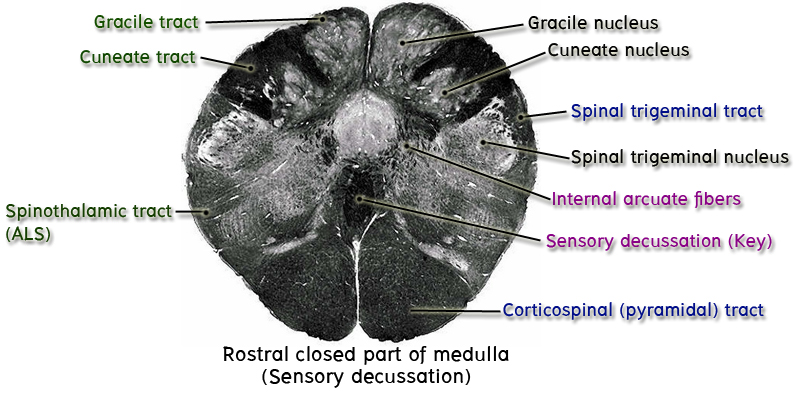 Gracile tract
Cuneate tract
Spinothalamic tract
(ALS)
Gracile nucleus
Cuneate nucleus
Spinal trigeminal tract
Spinal trigeminal nucleus
Internal arcuate fibers
Sensory decussation (Key)
Corticospinal (pyramidal) tract
Rostral closed part of medulla
(Sensory decussation)